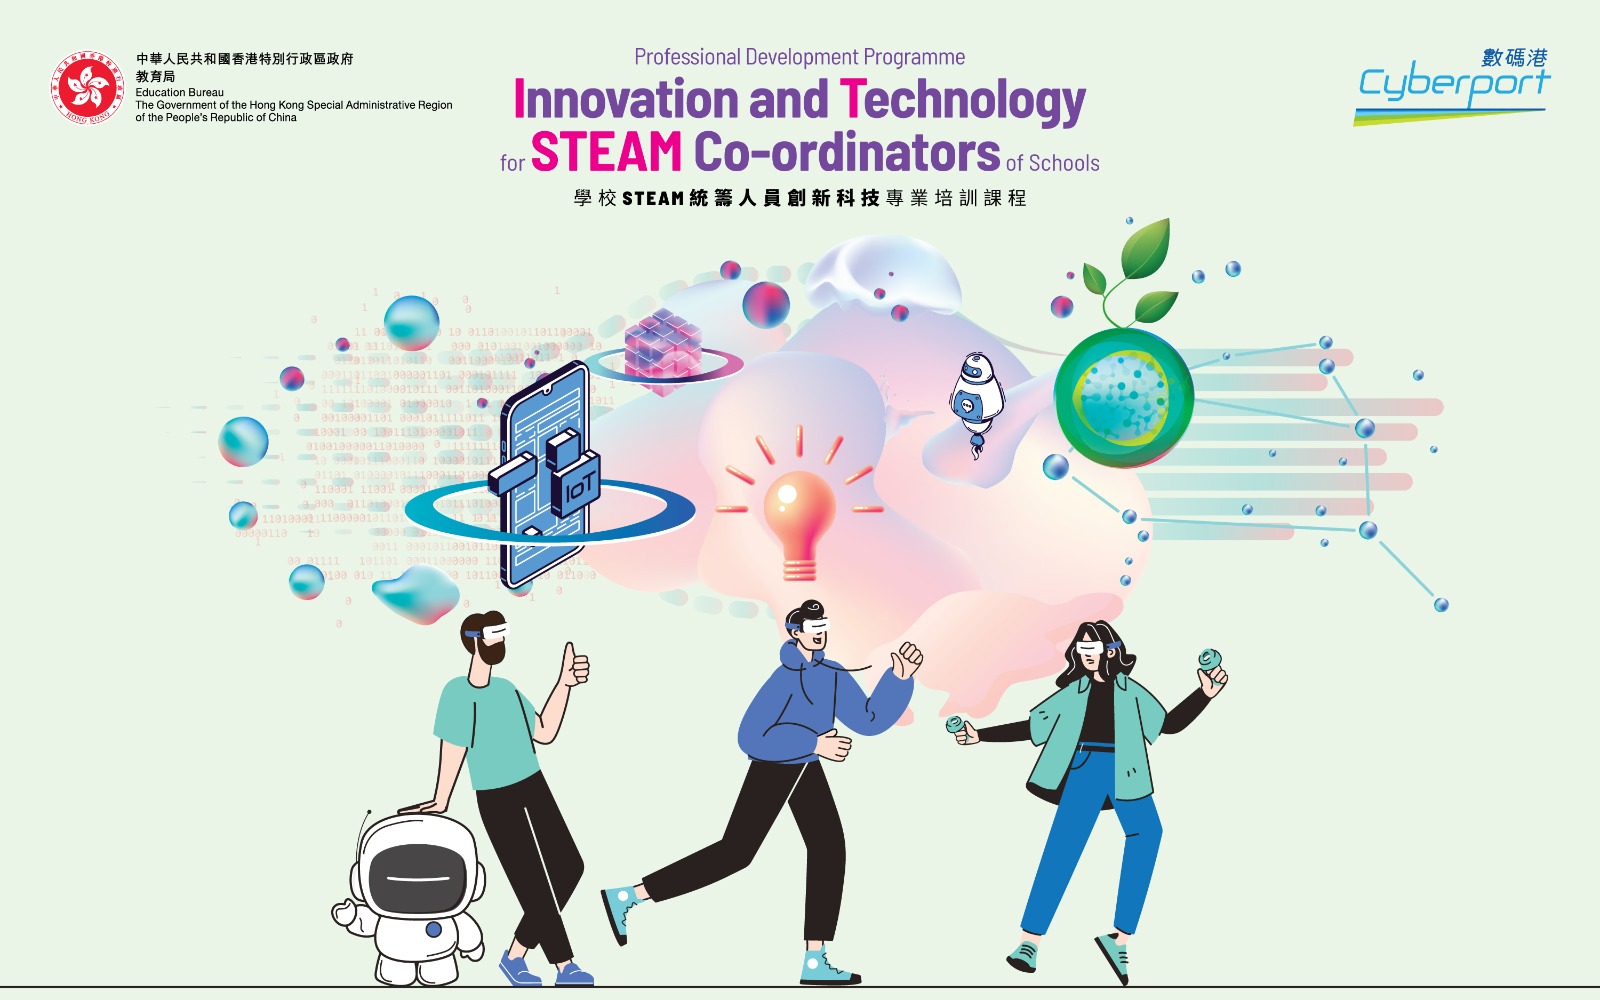 中華人民共和國香港特別行政區政府
教育局
Education Bureau
The Government of the Hong Kong Special Administrative Region
of the People's Republic of China
Professional Development Programme
Innovation and Technology
for STEAM Co-ordinators of Schools
學校STEAM統籌人員創新科技專業培訓課程
數碼港
Cyberport
IoT
HONG KONG